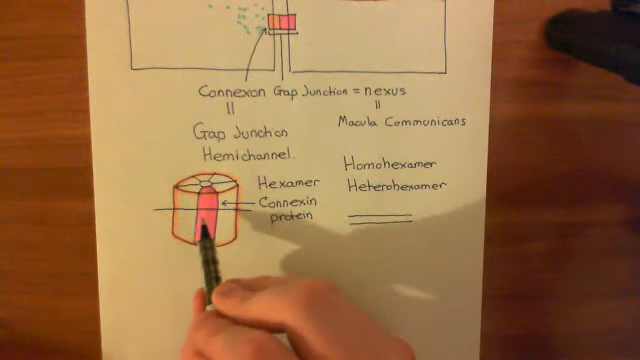 Connexon Gap Junction = nexus
Macula Communicans
Gap Junction
Hemichannel.
Hexamer
Connexin
protein
Homohexamer
Heterohexamer